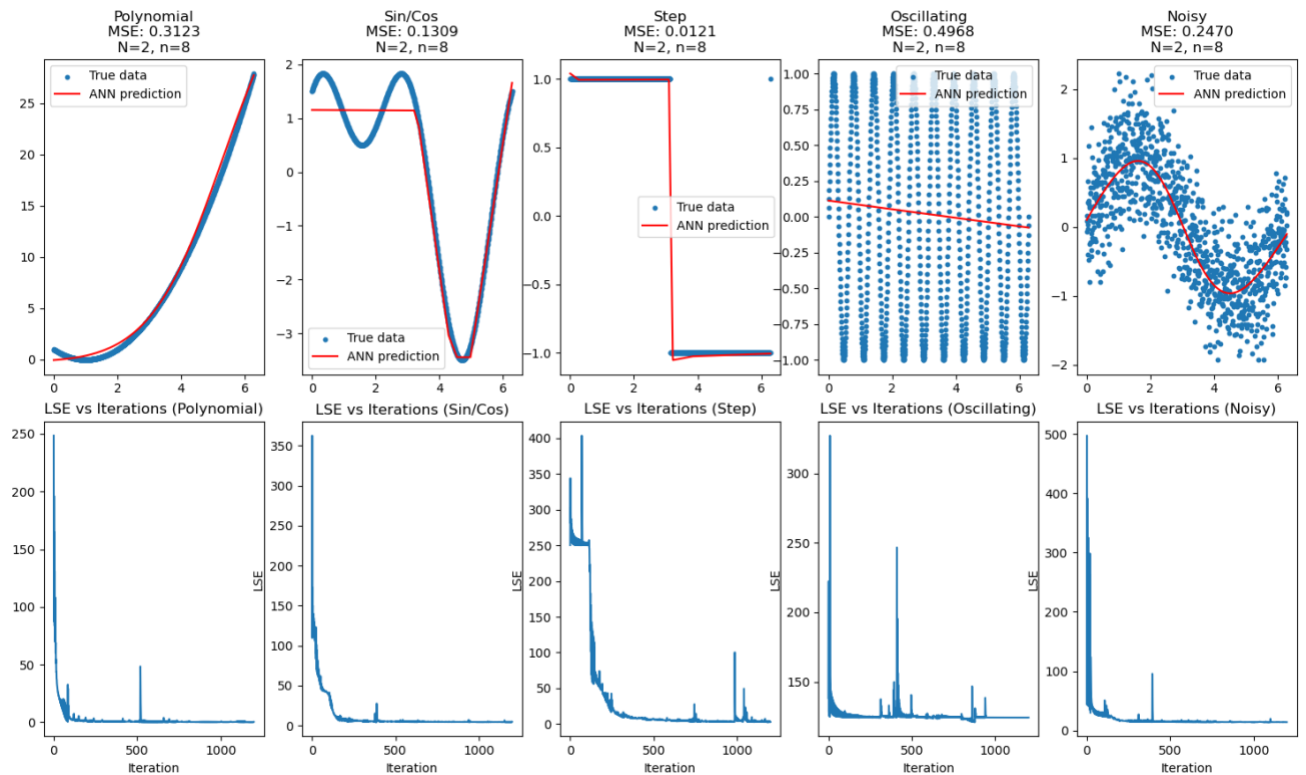 Polynomial
MSE: 0.3123
N=2, n=8
Sin/Cos
MSE: 0.1309
N=2, n=8
Step
MSE: 0.0121
N=2, n=8
Oscillating
MSE: 0.4968
N=2, n=8
Noisy
MSE: 0.2470
N=2, n=8
True data
ANN prediction
25
20
15
10
5
0
0
2
4
6
True data
ANN prediction
2
1
0
−1
−2
−3
0
2
4
6
True data
ANN prediction
1.0
0.5
0.0
−0.5
−1.0
0
2
4
6
True data
ANN prediction
1.00
0.75
0.50
0.25
0.00
−0.25
−0.50
−0.75
−1.00
0
2
4
6
True data
ANN prediction
2
1
0
−1
−2
0
2
4
6
LSE vs Iterations (Polynomial)
250
200
150
100
50
0
0
500
1000
Iteration
LSE vs Iterations (Sin/Cos)
LSE
350
300
250
200
150
100
50
0
0
500
1000
Iteration
LSE vs Iterations (Step)
400
350
300
250
200
150
100
50
0
0
500
1000
Iteration
LSE vs Iterations (Oscillating)
LSE
300
250
200
150
0
500
1000
Iteration
LSE vs Iterations (Noisy)
LSE
500
400
300
200
100
0
0
500
1000
Iteration